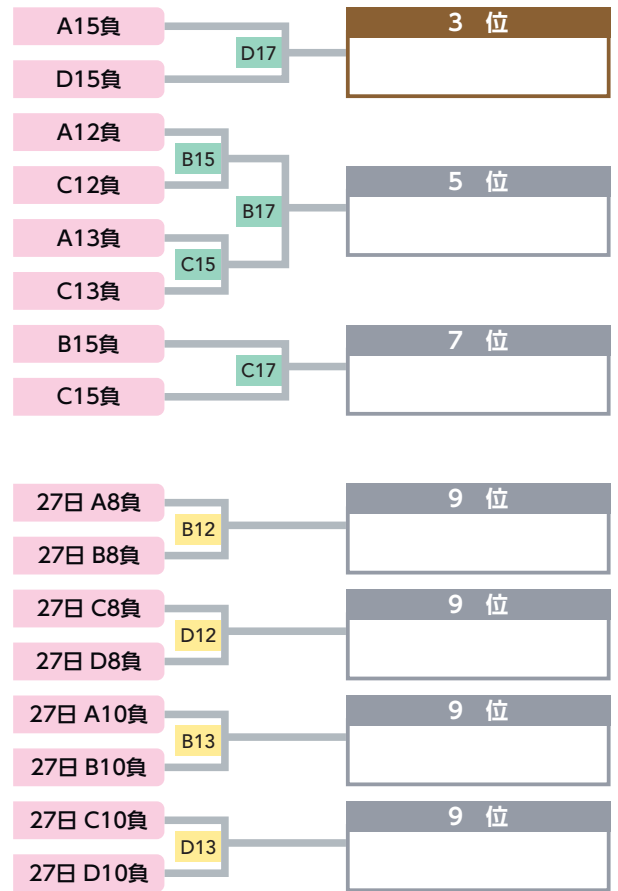 A15負
D15負
D17
3 位
A12負
C12負
B15
A13負
C13負
C15
B17
5 位
B15負
C15負
C17
7 位
27日 A8負
27日 B8負
B12
9 位
27日 C8負
27日 D8負
D12
9 位
27日 A10負
27日 B10負
B13
9 位
27日 C10負
27日 D10負
D13
9 位